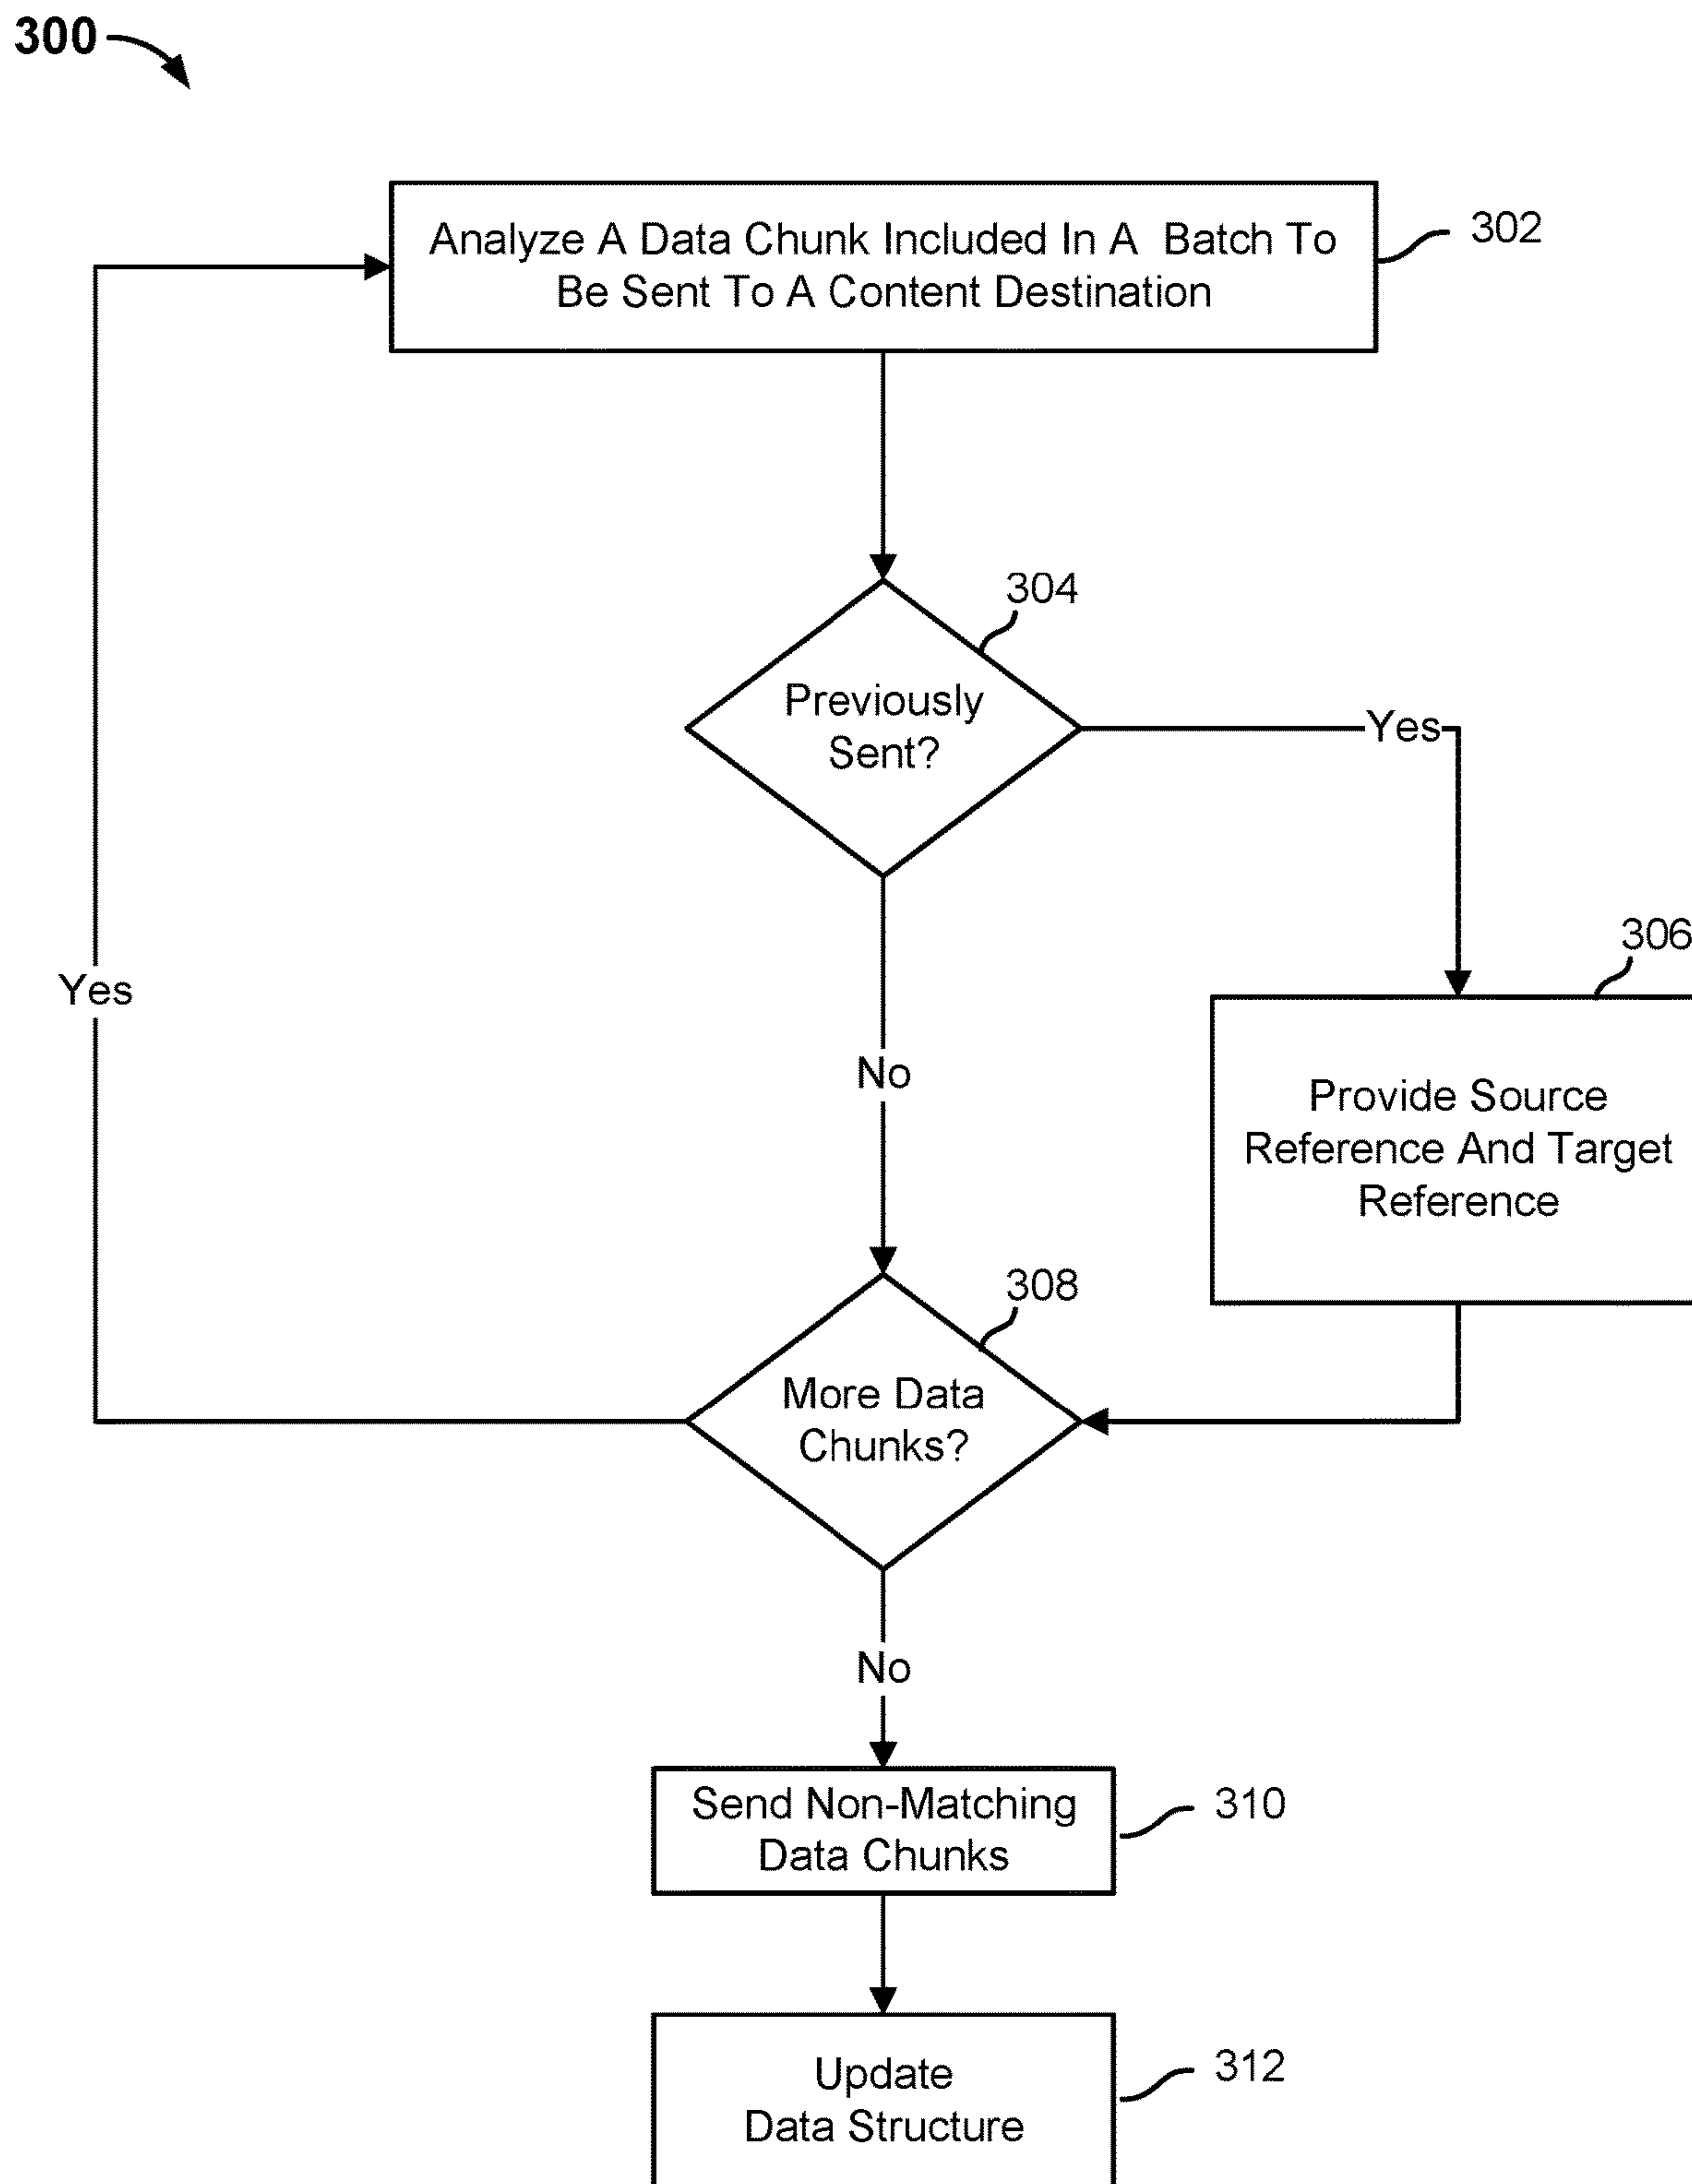 300
Analyze A Data Chunk Included In A Batch To
Be Sent To A Content Destination
302
304
Previously
Sent?
Yes
306
Yes
No
Provide Source
Reference And Target
Reference
308
More Data
Chunks?
No
Send Non-Matching
Data Chunks
310
Update
Data Structure
312